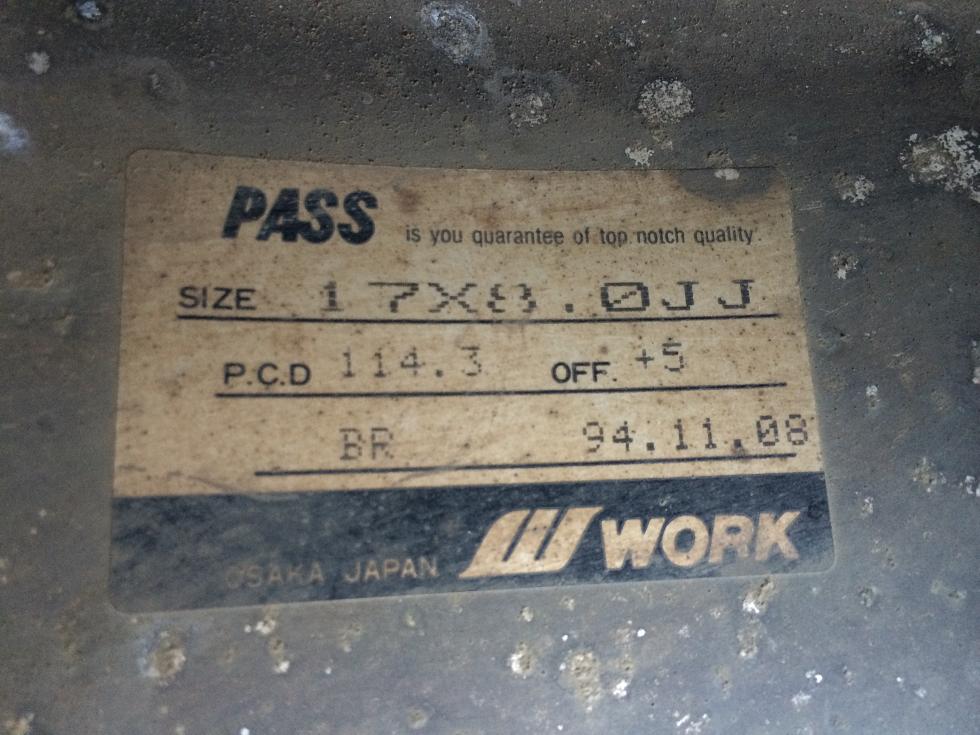 PASS is you quarantee of top notch quality.
SIZE 17X8.0JJ
P.C.D 114.3 OFF. +5
BR 94.11.08
OSAKA JAPAN WORK